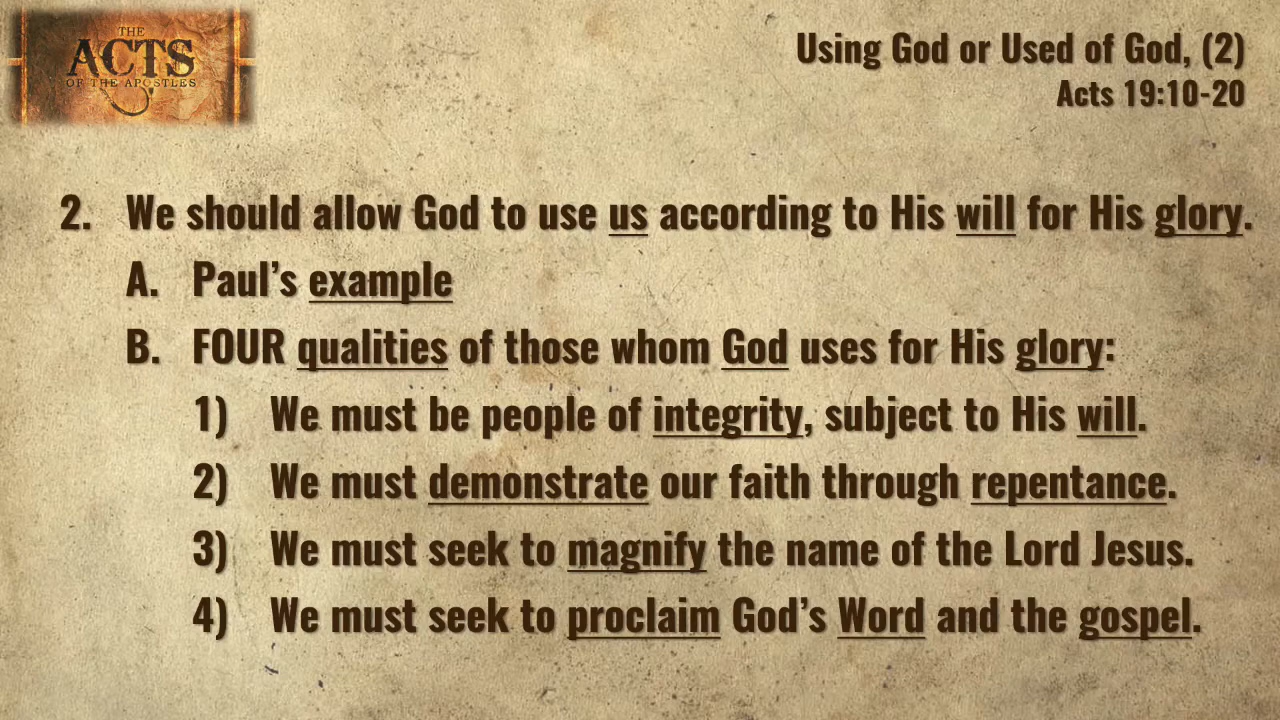 THE
ACTS
OF THE APOSTLES
Using God or Used of God, (2)
Acts 19:10-20
2. We should allow God to use us according to His will for His glory.
A. Paul’s example
B. FOUR qualities of those whom God uses for His glory:
1) We must be people of integrity, subject to His will.
2) We must demonstrate our faith through repentance.
3) We must seek to magnify the name of the Lord Jesus.
4) We must seek to proclaim God’s Word and the gospel.